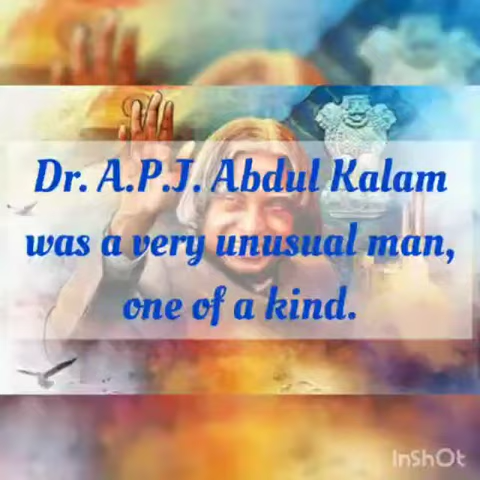 Dr. A.P.J. Abdul Kalam
was a very unusual man,
one of a kind.
InShOt